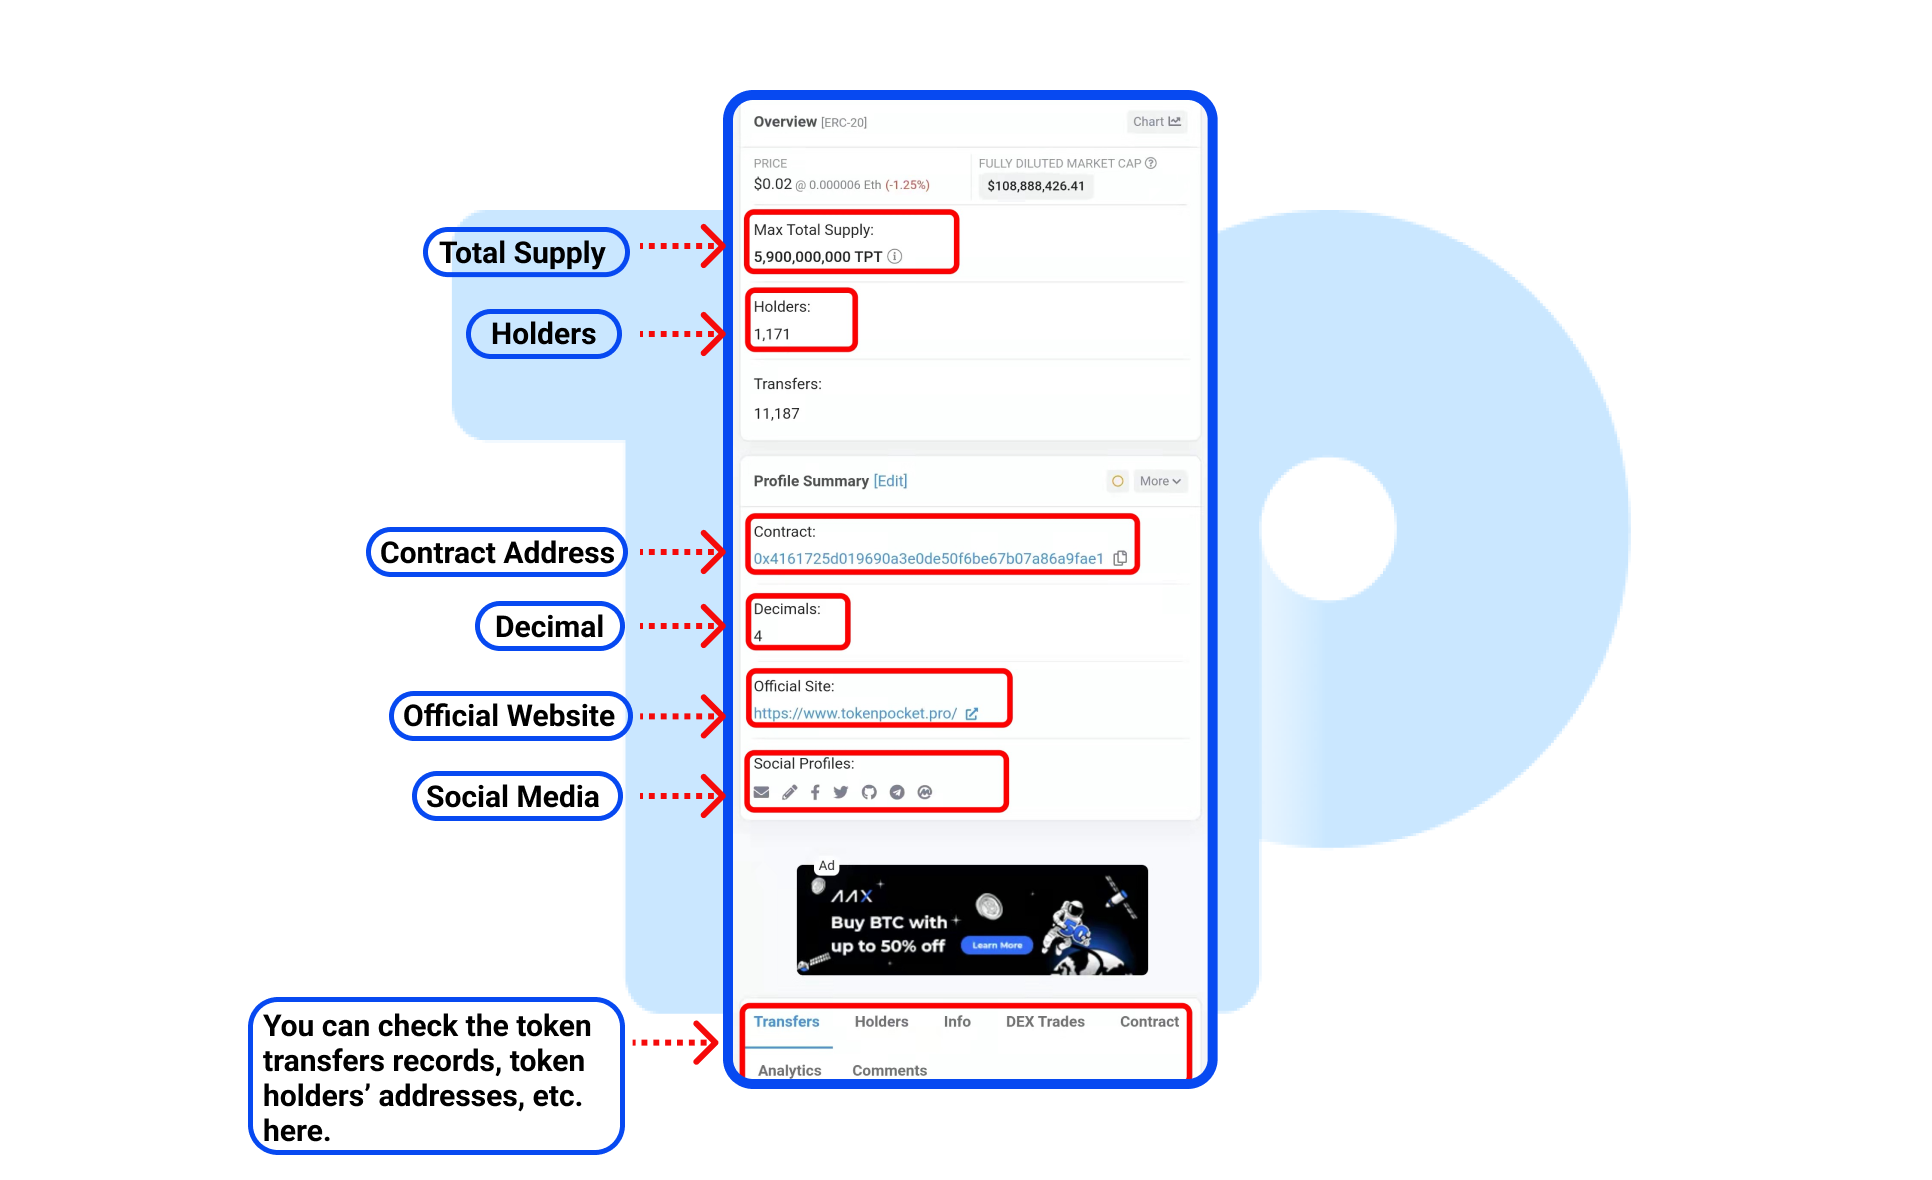 Overview [ERC-20]
Chart
PRICE
$0.02 @ 0.000006 Eth (-1.25%)
FULLY DILUTED MARKET CAP
$108,888,426.41
Total Supply
Max Total Supply:
5,900,000,000 TPT
Holders
Holders:
1,171
Transfers:
11,187
Profile Summary [Edit]
More
Contract Address
Contract:
0x4161725d019690a3e0de50f6be67b07a86a9fae1
Decimal
Decimals:
4
Official Website
Official Site:
https://www.tokenpocket.pro/
Social Media
Social Profiles:
Ad
AAX
Buy BTC with
up to 50% off
Learn More
You can check the token
transfers records, token
holders’ addresses, etc.
here.
Transfers Holders Info DEX Trades Contract
Analytics Comments